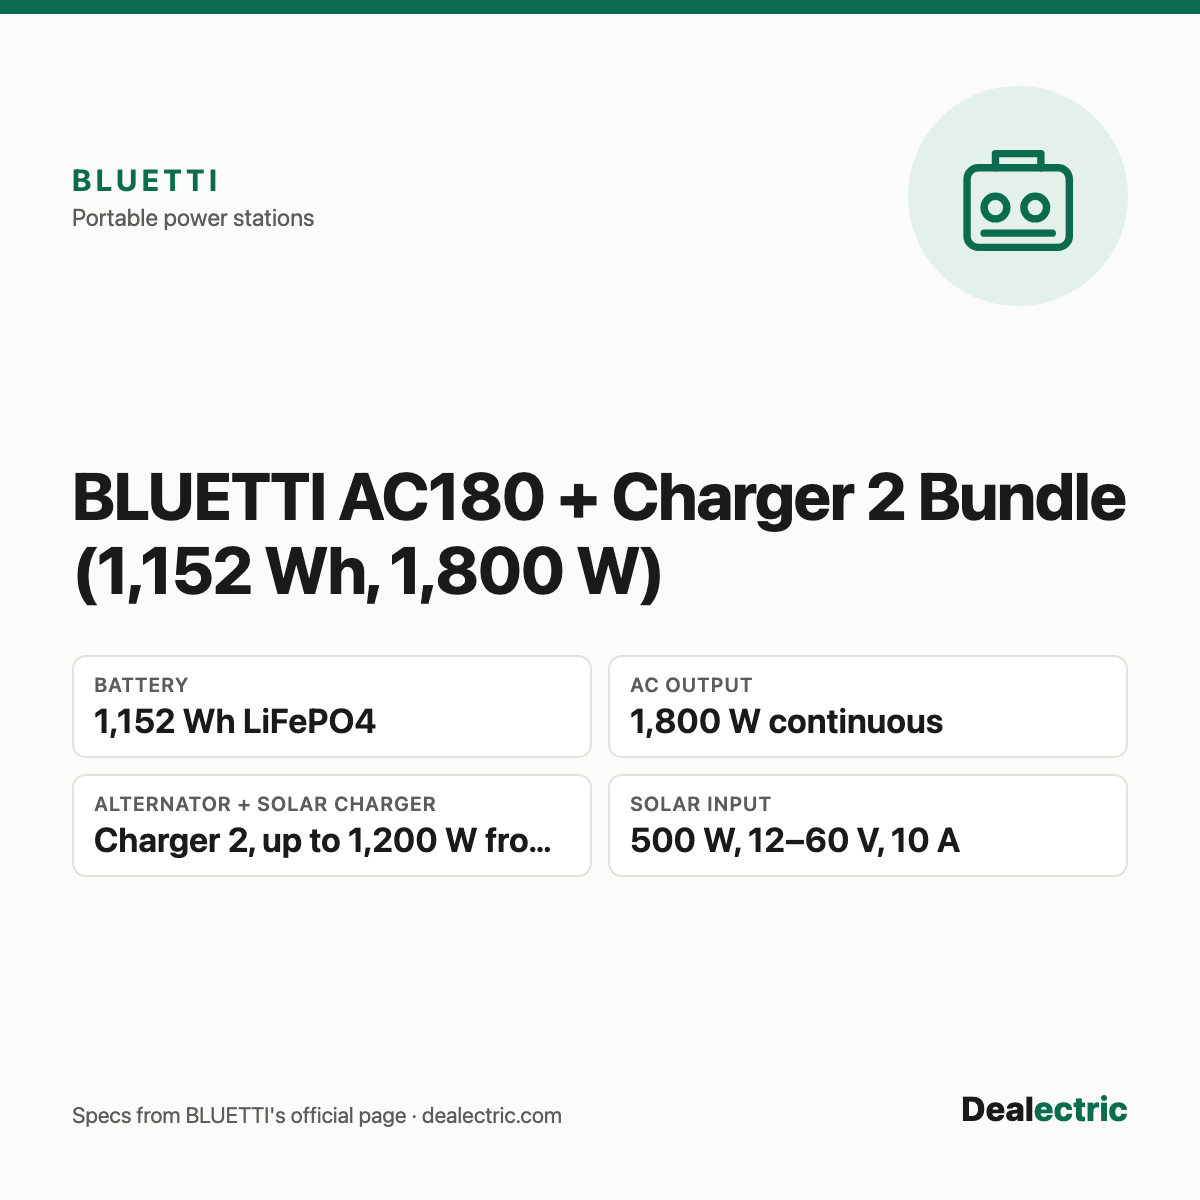 BLUETTI
Portable power stations
BLUETTI AC180 + Charger 2 Bundle
(1,152 Wh, 1,800 W)
BATTERY
1,152 Wh LiFePO4
AC OUTPUT
1,800 W continuous
ALTERNATOR + SOLAR CHARGER
Charger 2, up to 1,200 W fro...
SOLAR INPUT
500 W, 12–60 V, 10 A
Specs from BLUETTI's official page · dealectric.com
Dealectric